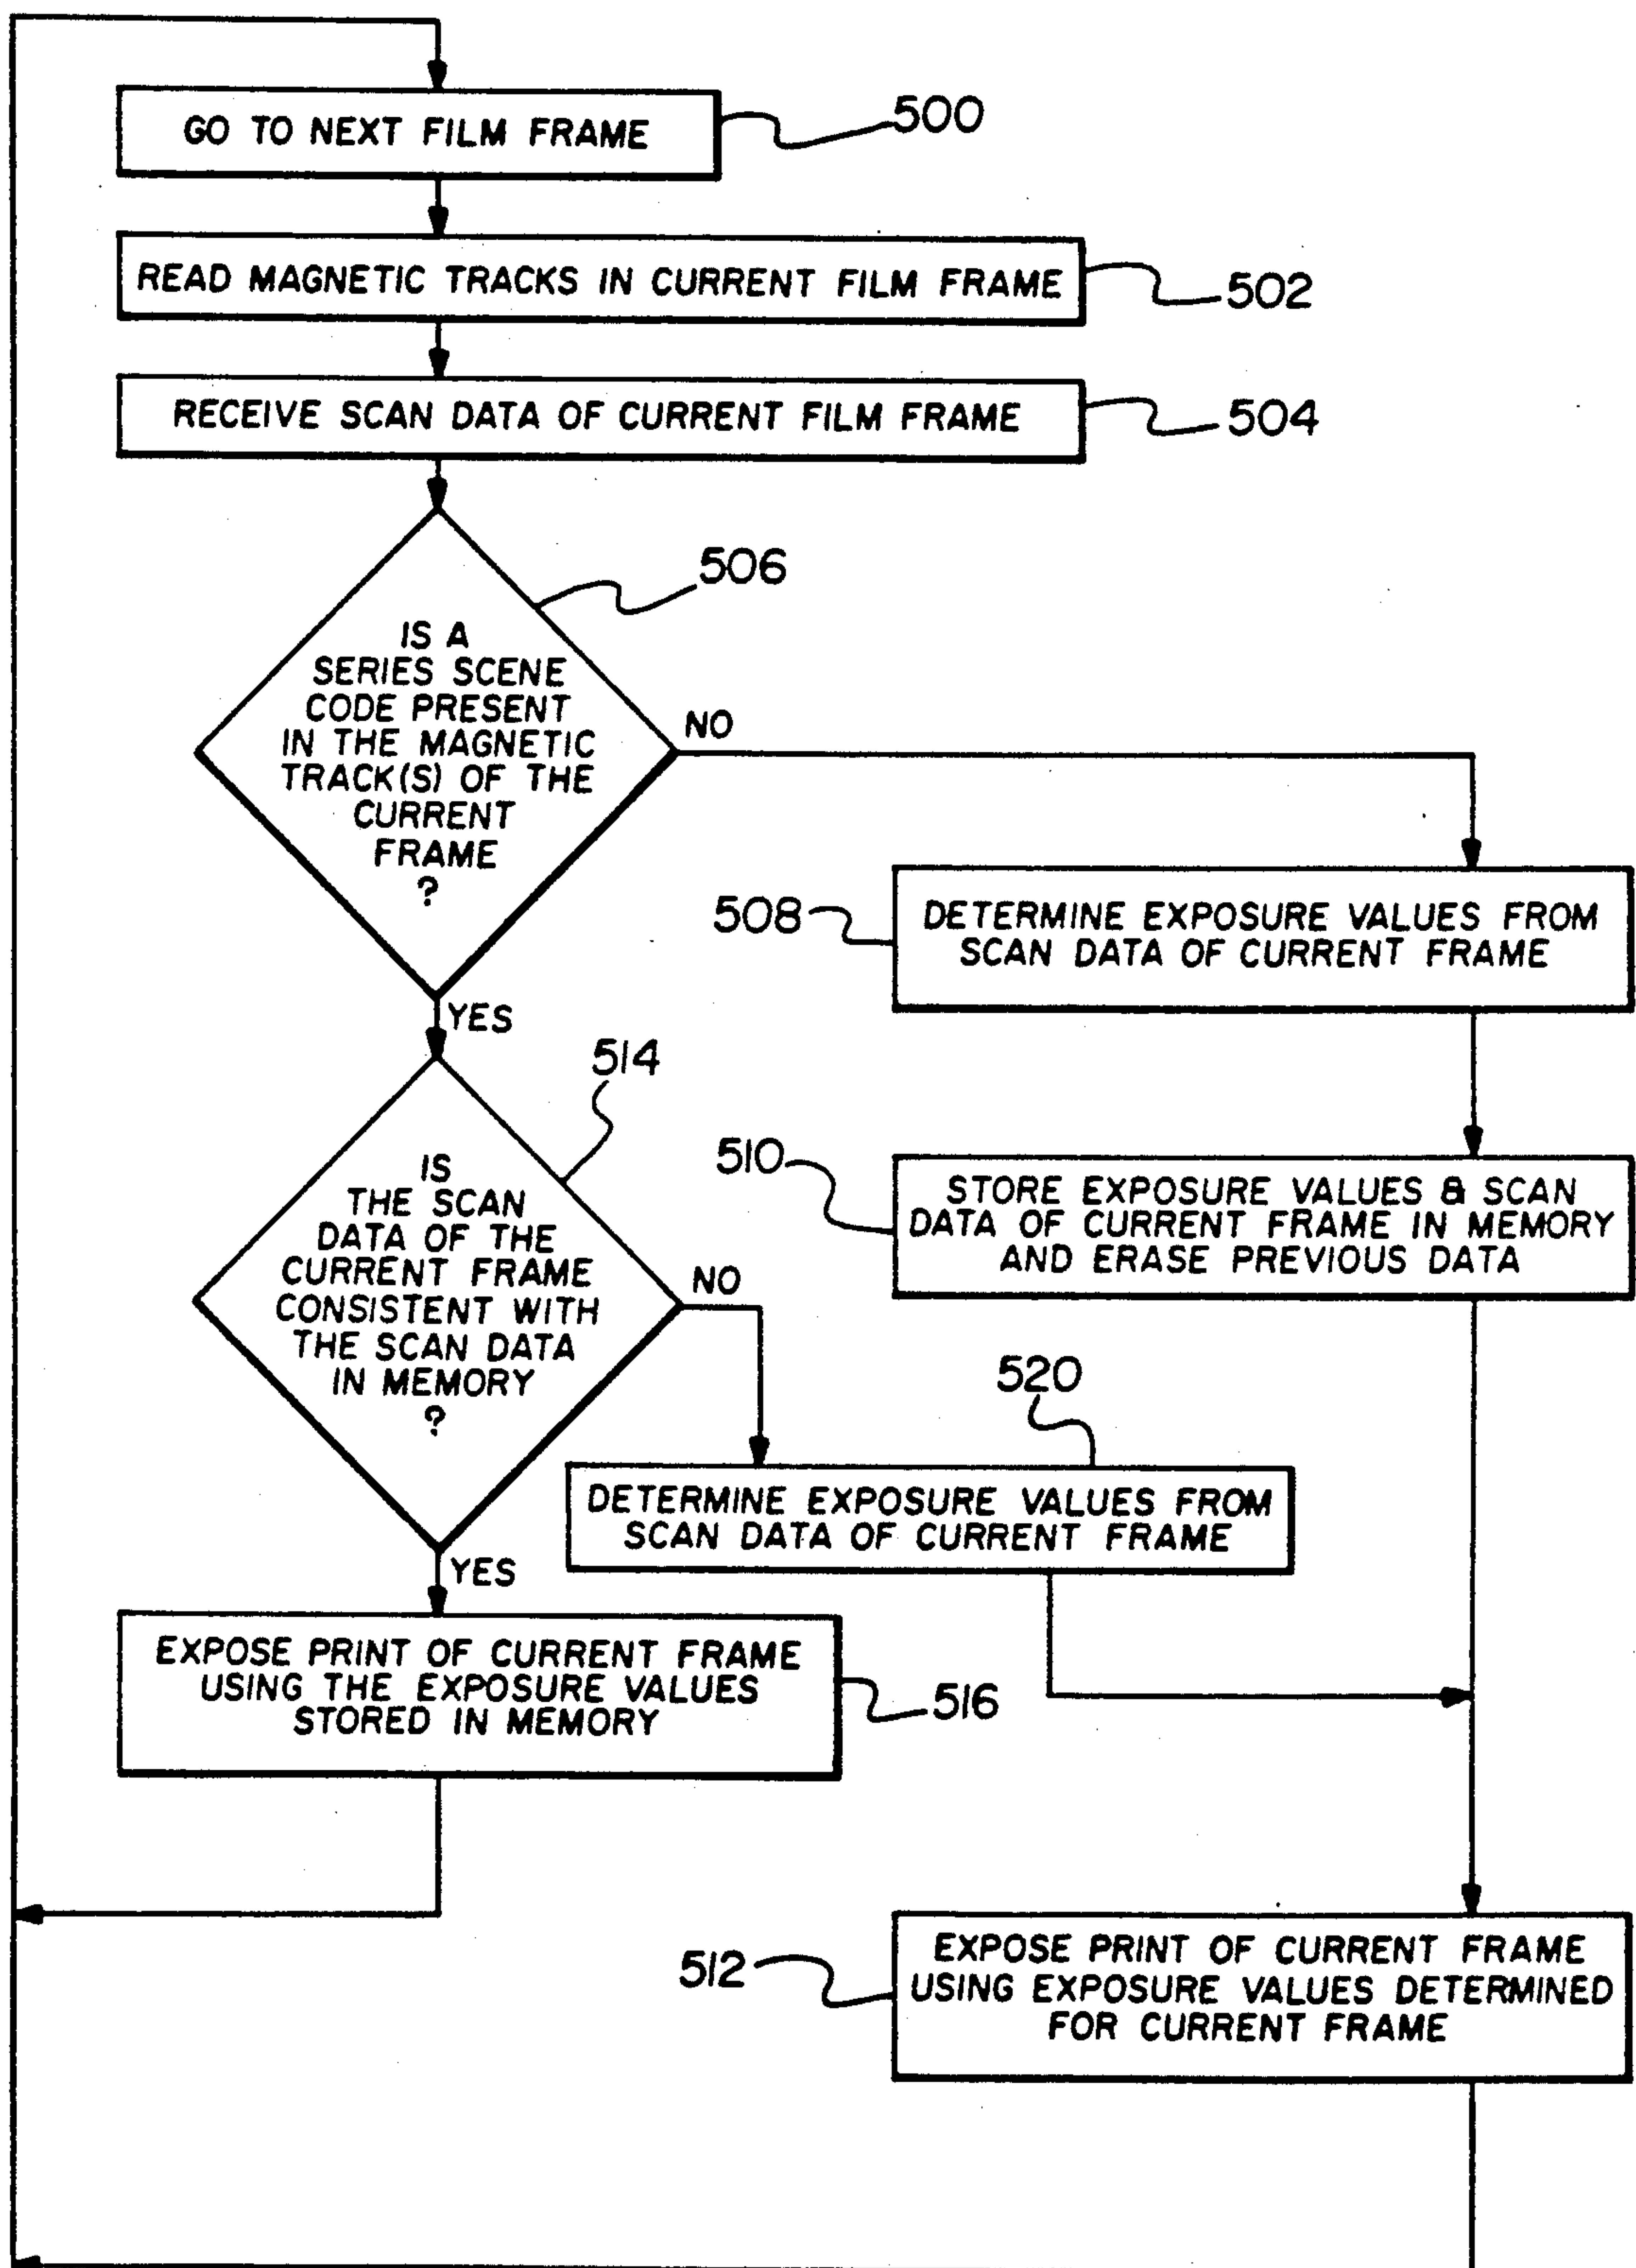 GO TO NEXT FILM FRAME
500
READ MAGNETIC TRACKS IN CURRENT FILM FRAME
502
RECEIVE SCAN DATA OF CURRENT FILM FRAME
504
506
IS A
SERIES SCENE
CODE PRESENT
IN THE MAGNETIC
TRACK(S) OF THE
CURRENT
FRAME
?
NO
YES
508
DETERMINE EXPOSURE VALUES FROM
SCAN DATA OF CURRENT FRAME
510
STORE EXPOSURE VALUES & SCAN
DATA OF CURRENT FRAME IN MEMORY
AND ERASE PREVIOUS DATA
514
IS
THE SCAN
DATA OF THE
CURRENT FRAME
CONSISTENT WITH
THE SCAN DATA
IN MEMORY
?
NO
YES
520
DETERMINE EXPOSURE VALUES FROM
SCAN DATA OF CURRENT FRAME
EXPOSE PRINT OF CURRENT FRAME
USING THE EXPOSURE VALUES
STORED IN MEMORY
516
512
EXPOSE PRINT OF CURRENT FRAME
USING EXPOSURE VALUES DETERMINED
FOR CURRENT FRAME